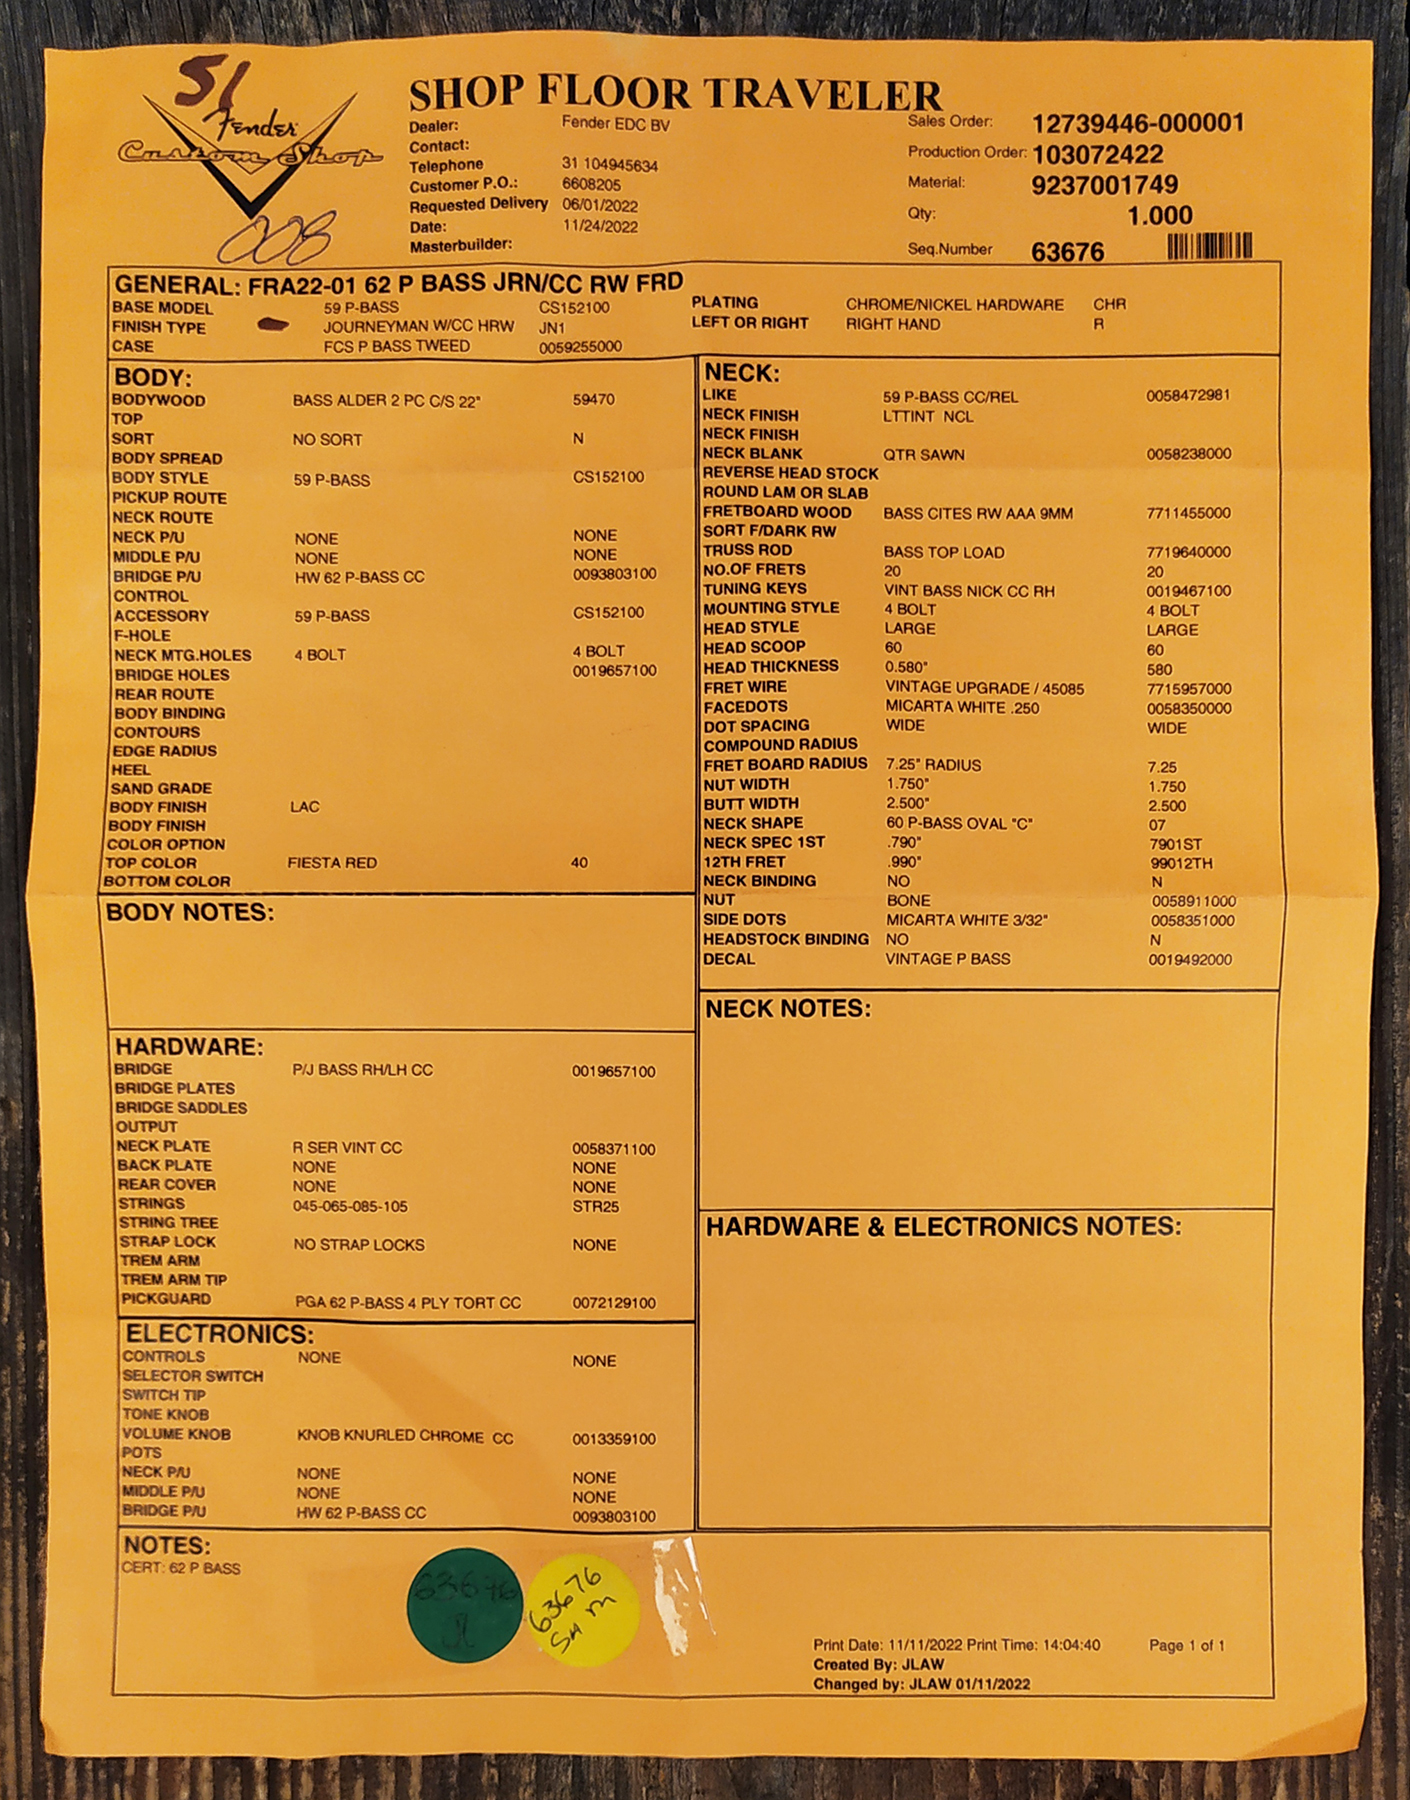 51
Fender
Custom Shop
008
SHOP FLOOR TRAVELER
Dealer: Fender EDC BV
Contact:
Telephone 31 104945634
Customer P.O.: 6608205
Requested Delivery 06/01/2022
Date: 11/24/2022
Masterbuilder:
Sales Order: 12739446-000001
Production Order: 103072422
Material: 9237001749
Qty: 1.000
Seq.Number 63676
GENERAL: FRA22-01 62 P BASS JRN/CC RW FRD
BASE MODEL 59 P-BASS CS152100
FINISH TYPE JOURNEYMAN W/CC HRW JN1
CASE FCS P BASS TWEED 0059255000
PLATING CHROME/NICKEL HARDWARE CHR
LEFT OR RIGHT RIGHT HAND R
BODY:
BODYWOOD BASS ALDER 2 PC C/S 22" 59470
TOP
SORT NO SORT N
BODY SPREAD
BODY STYLE 59 P-BASS CS152100
PICKUP ROUTE
NECK ROUTE
NECK P/U NONE NONE
MIDDLE P/U NONE NONE
BRIDGE P/U HW 62 P-BASS CC 0093803100
CONTROL
ACCESSORY 59 P-BASS CS152100
F-HOLE
NECK MTG.HOLES 4 BOLT 4 BOLT
BRIDGE HOLES 0019657100
REAR ROUTE
BODY BINDING
CONTOURS
EDGE RADIUS
HEEL
SAND GRADE
BODY FINISH LAC
BODY FINISH
COLOR OPTION
TOP COLOR FIESTA RED 40
BOTTOM COLOR
BODY NOTES:
HARDWARE:
BRIDGE P/J BASS RH/LH CC 0019657100
BRIDGE PLATES
BRIDGE SADDLES
OUTPUT
NECK PLATE R SER VINT CC 0058371100
BACK PLATE NONE NONE
REAR COVER NONE NONE
STRINGS 045-065-085-105 STR25
STRING TREE
STRAP LOCK NO STRAP LOCKS NONE
TREM ARM
TREM ARM TIP
PICKGUARD PGA 62 P-BASS 4 PLY TORT CC 0072129100
ELECTRONICS:
CONTROLS NONE NONE
SELECTOR SWITCH
SWITCH TIP
TONE KNOB
VOLUME KNOB KNOB KNURLED CHROME CC 0013359100
POTS
NECK P/U NONE NONE
MIDDLE P/U NONE NONE
BRIDGE P/U HW 62 P-BASS CC 0093803100
NECK:
LIKE 59 P-BASS CC/REL 0058472981
NECK FINISH LTTINT NCL
NECK FINISH
NECK BLANK QTR SAWN 0058238000
REVERSE HEAD STOCK
ROUND LAM OR SLAB
FRETBOARD WOOD BASS CITES RW AAA 9MM 7711455000
SORT F/DARK RW
TRUSS ROD BASS TOP LOAD 7719640000
NO.OF FRETS 20 20
TUNING KEYS VINT BASS NICK CC RH 0019467100
MOUNTING STYLE 4 BOLT 4 BOLT
HEAD STYLE LARGE LARGE
HEAD SCOOP 60 60
HEAD THICKNESS 0.580" 580
FRET WIRE VINTAGE UPGRADE / 45085 7715957000
FACEDOTS MICARTA WHITE .250 0058350000
DOT SPACING WIDE WIDE
COMPOUND RADIUS
FRET BOARD RADIUS 7.25" RADIUS 7.25
NUT WIDTH 1.750" 1.750
BUTT WIDTH 2.500" 2.500
NECK SHAPE 60 P-BASS OVAL "C" 07
NECK SPEC 1ST .790" 7901ST
12TH FRET .990" 99012TH
NECK BINDING NO N
NUT BONE 0058911000
SIDE DOTS MICARTA WHITE 3/32" 0058351000
HEADSTOCK BINDING NO N
DECAL VINTAGE P BASS 0019492000
NECK NOTES:
HARDWARE & ELECTRONICS NOTES:
NOTES:
CERT: 62 P BASS
63676
63676
Print Date: 11/11/2022 Print Time: 14:04:40 Page 1 of 1
Created By: JLAW
Changed by: JLAW 01/11/2022